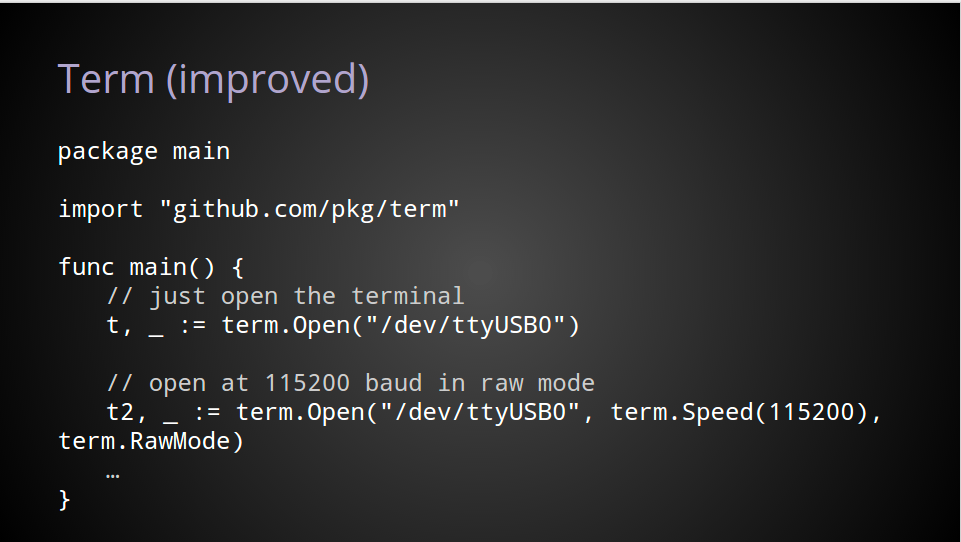 Term (improved)
package main
import "github.com/pkg/term"
func main() {
// just open the terminal
t, _ := term.Open("/dev/ttyUSB0")
// open at 115200 baud in raw mode
t2, _ := term.Open("/dev/ttyUSB0", term.Speed(115200),
term.RawMode)
…
}